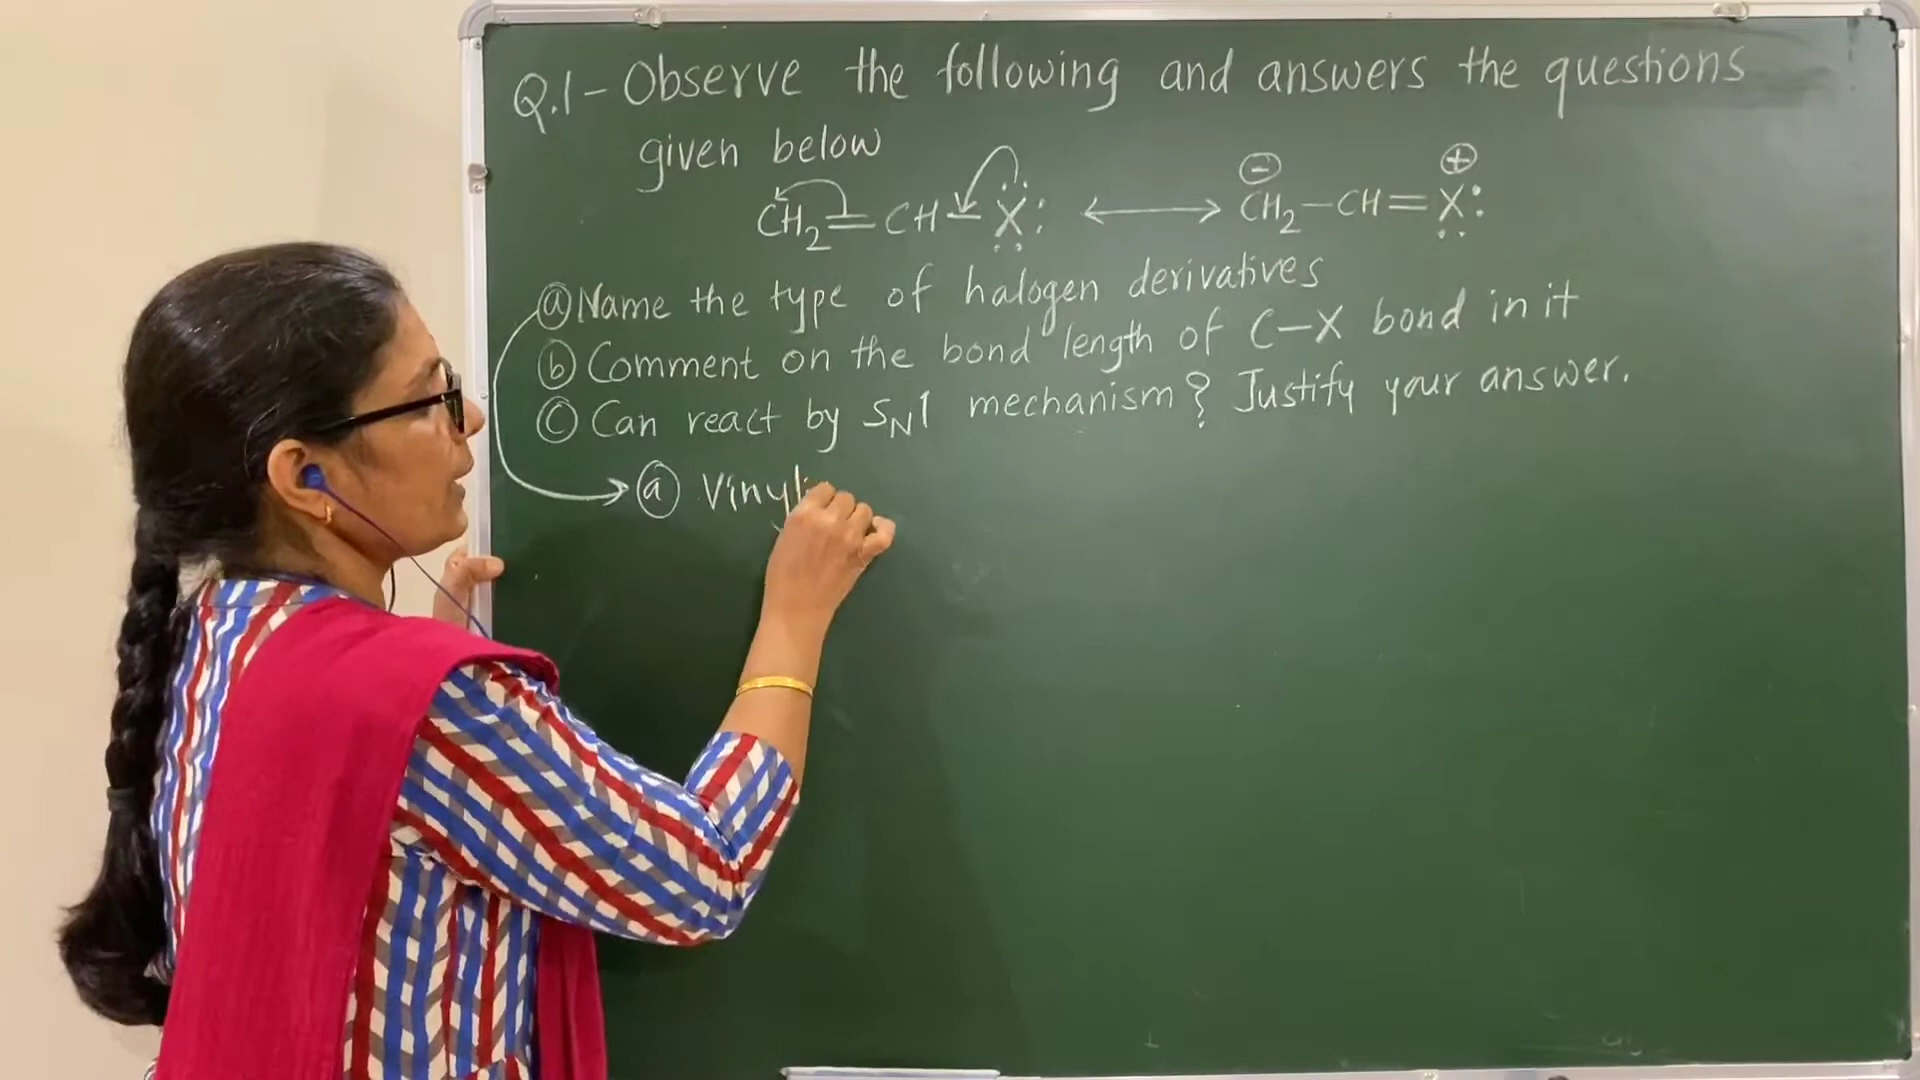 Q.1 - Observe the following and answers the questions
given below
CH₂=CH-X: ⟷ CH₂-CH=X:
ⓐ Name the type of halogen derivatives
ⓑ Comment on the bond length of C-X bond in it
ⓒ Can react by SN1 mechanism? Justify your answer.
ⓐ Vinyl